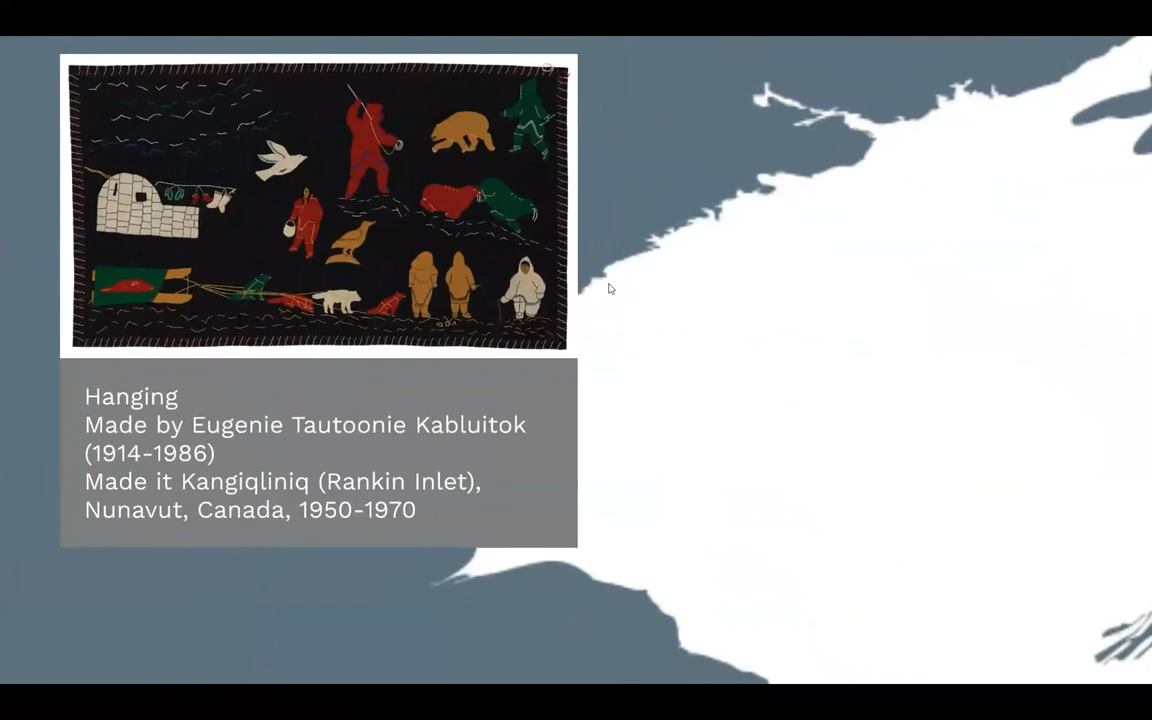 Hanging
Made by Eugenie Tautoonie Kabluitok
(1914-1986)
Made it Kangiqliniq (Rankin Inlet),
Nunavut, Canada, 1950-1970